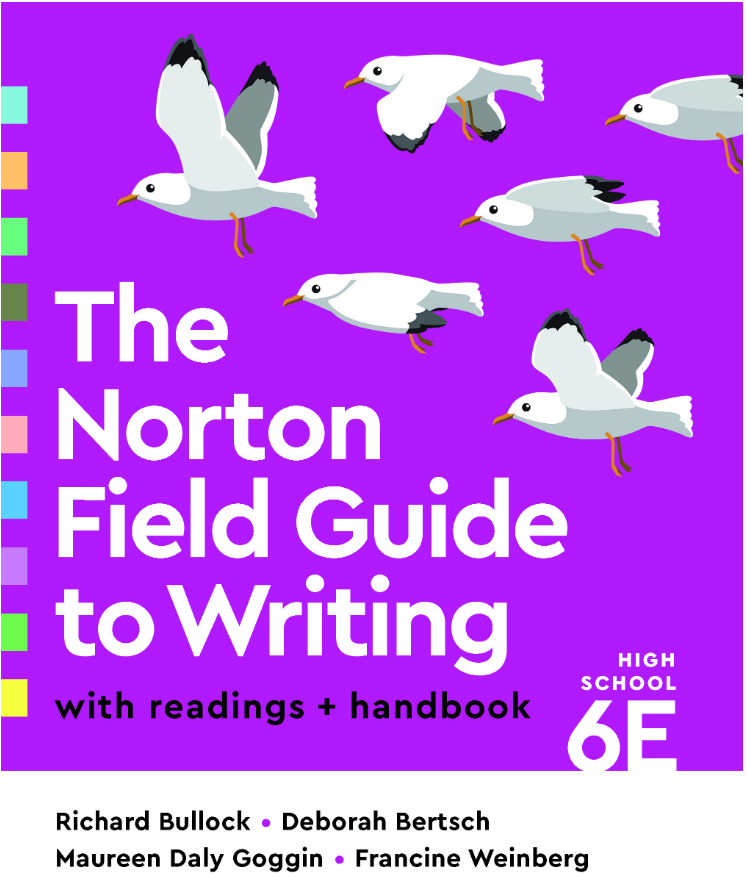 The
Norton
Field Guide
to Writing
with readings + handbook
HIGH
SCHOOL
6E
Richard Bullock • Deborah Bertsch
Maureen Daly Goggin • Francine Weinberg